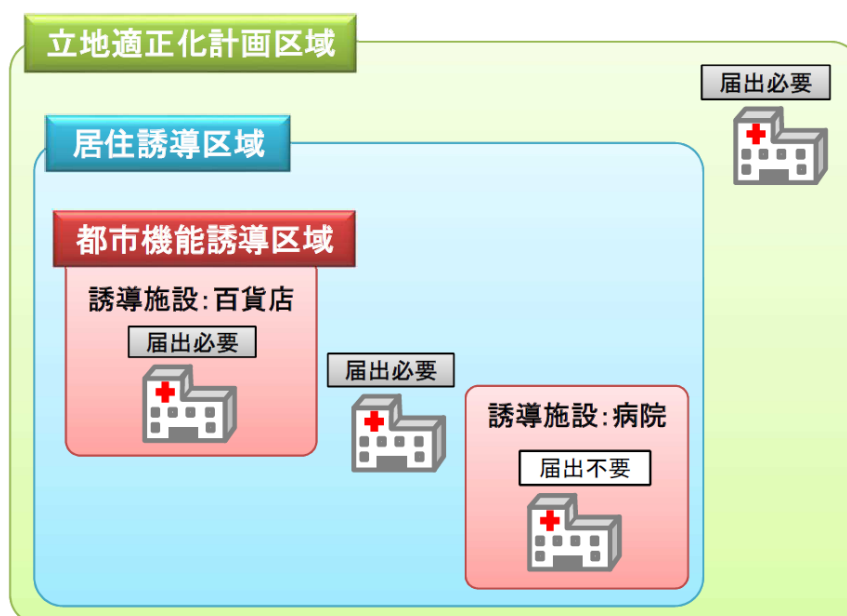 立地適正化計画区域
届出必要
居住誘導区域
都市機能誘導区域
誘導施設:百貨店
届出必要
届出必要
誘導施設:病院
届出不要